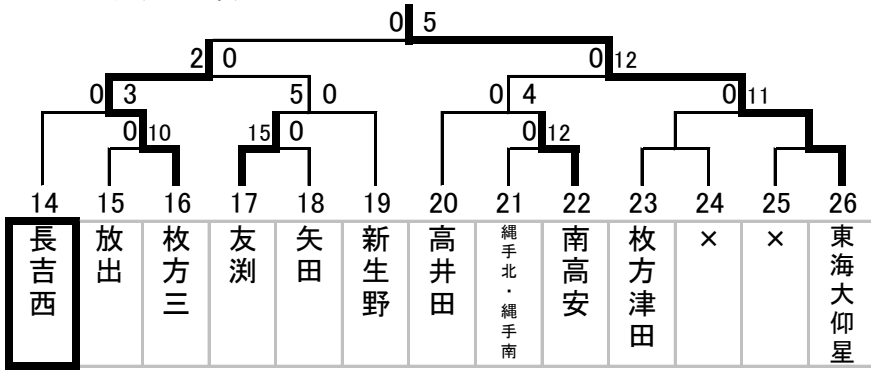 0 5
2 0 0 12
0 3 5 0 0 4 0 11
0 10 15 0 0 12
14 15 16 17 18 19 20 21 22 23 24 25 26
長吉西
放出
枚方三
友渕
矢田
新生野
高井田
縄手北・縄手南
南高安
枚方津田
×
×
東海大仰星